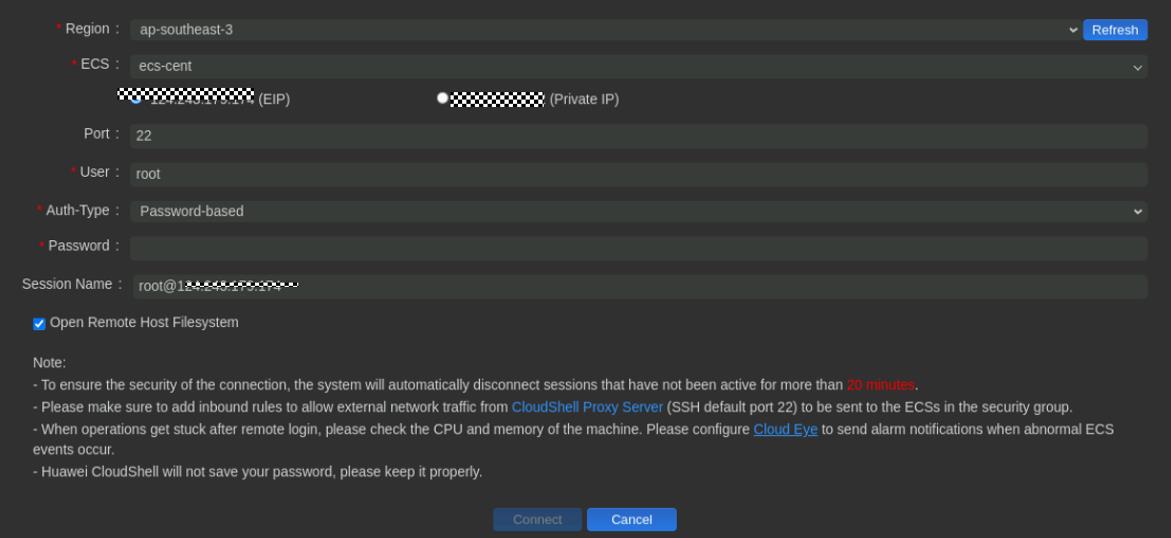 * Region : ap-southeast-3 Refresh
* ECS : ecs-cent
(EIP) (Private IP)
Port : 22
* User : root
* Auth-Type : Password-based
* Password :
Session Name : root@1
Open Remote Host Filesystem
Note:
- To ensure the security of the connection, the system will automatically disconnect sessions that have not been active for more than 20 minutes.
- Please make sure to add inbound rules to allow external network traffic from CloudShell Proxy Server (SSH default port 22) to be sent to the ECSs in the security group.
- When operations get stuck after remote login, please check the CPU and memory of the machine. Please configure Cloud Eye to send alarm notifications when abnormal ECS
events occur.
- Huawei CloudShell will not save your password, please keep it properly.
Connect Cancel